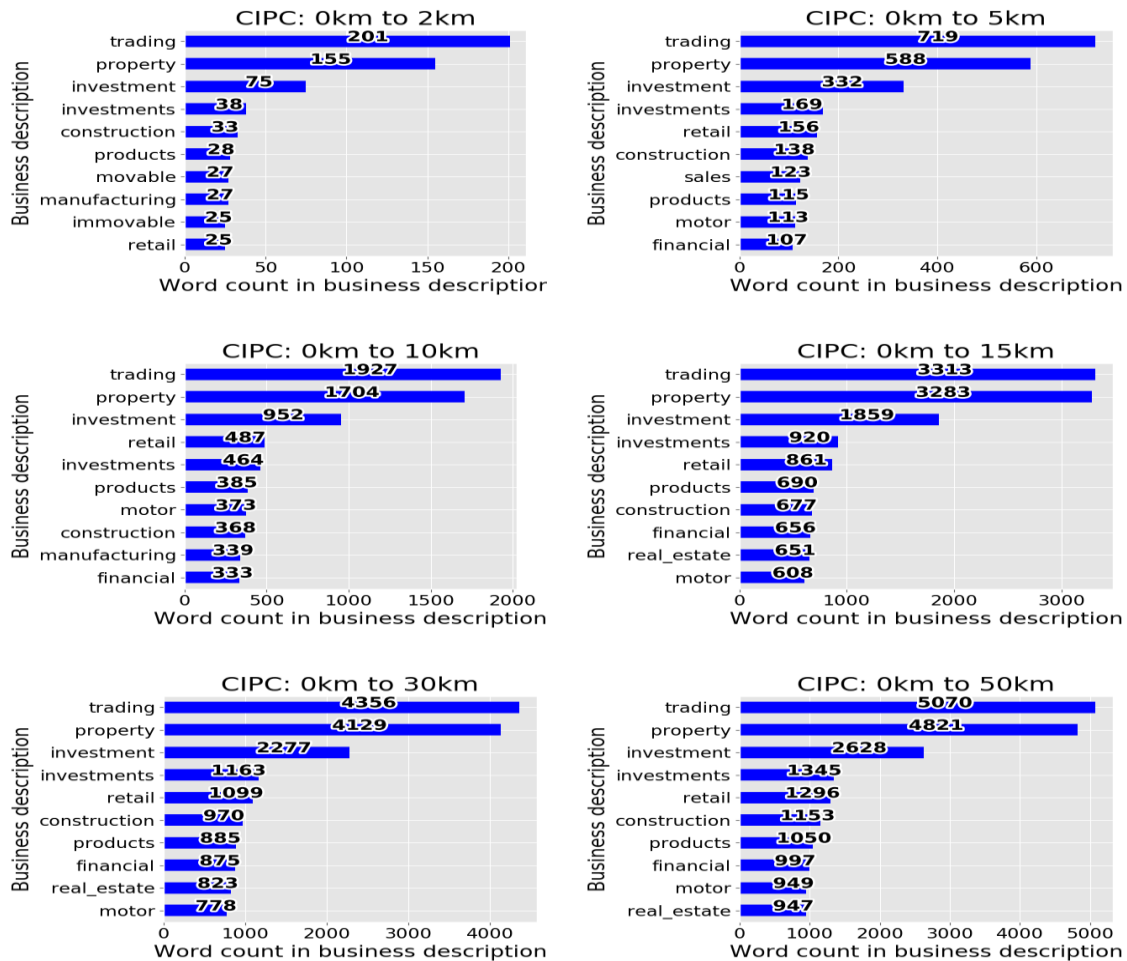 CIPC: 0km to 2km
Business description
trading 201
property 155
investment 75
investments 38
construction 33
products 28
movable 27
manufacturing 27
immovable 25
retail 25
0 50 100 150 200
Word count in business description
CIPC: 0km to 5km
Business description
trading 719
property 588
investment 332
investments 169
retail 156
construction 138
sales 123
products 115
motor 113
financial 107
0 200 400 600
Word count in business description
CIPC: 0km to 10km
Business description
trading 1927
property 1704
investment 952
retail 487
investments 464
products 385
motor 373
construction 368
manufacturing 339
financial 333
0 500 1000 1500 2000
Word count in business description
CIPC: 0km to 15km
Business description
trading 3313
property 3283
investment 1859
investments 920
retail 861
products 690
construction 677
financial 656
real_estate 651
motor 608
0 1000 2000 3000
Word count in business description
CIPC: 0km to 30km
Business description
trading 4356
property 4129
investment 2277
investments 1163
retail 1099
construction 970
products 885
financial 875
real_estate 823
motor 778
0 1000 2000 3000 4000
Word count in business description
CIPC: 0km to 50km
Business description
trading 5070
property 4821
investment 2628
investments 1345
retail 1296
construction 1153
products 1050
financial 997
motor 949
real_estate 947
0 1000 2000 3000 4000 5000
Word count in business description